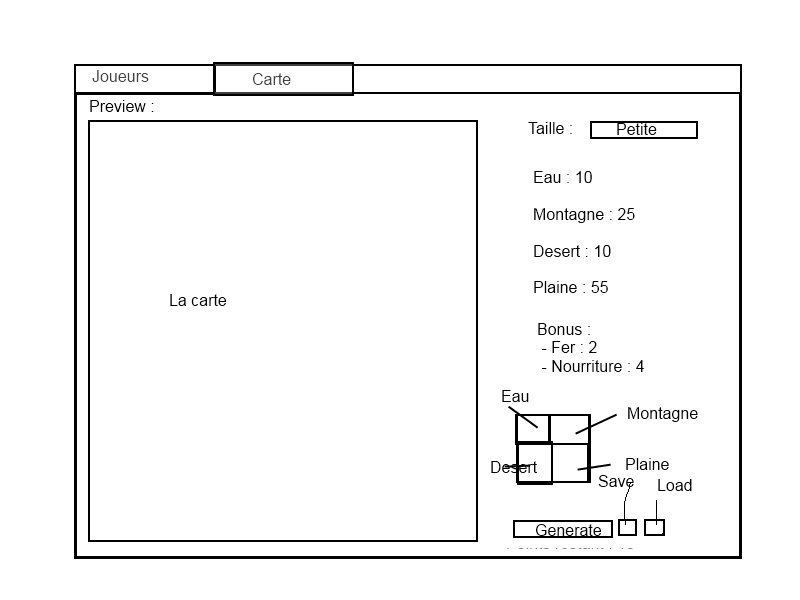 Joueurs
Carte
Preview :
Taille :
Petite
Eau : 10
Montagne : 25
Desert : 10
Plaine : 55
La carte
Bonus :
- Fer : 2
- Nourriture : 4
Eau
Montagne
Desert
Plaine
Save
Load
Generate